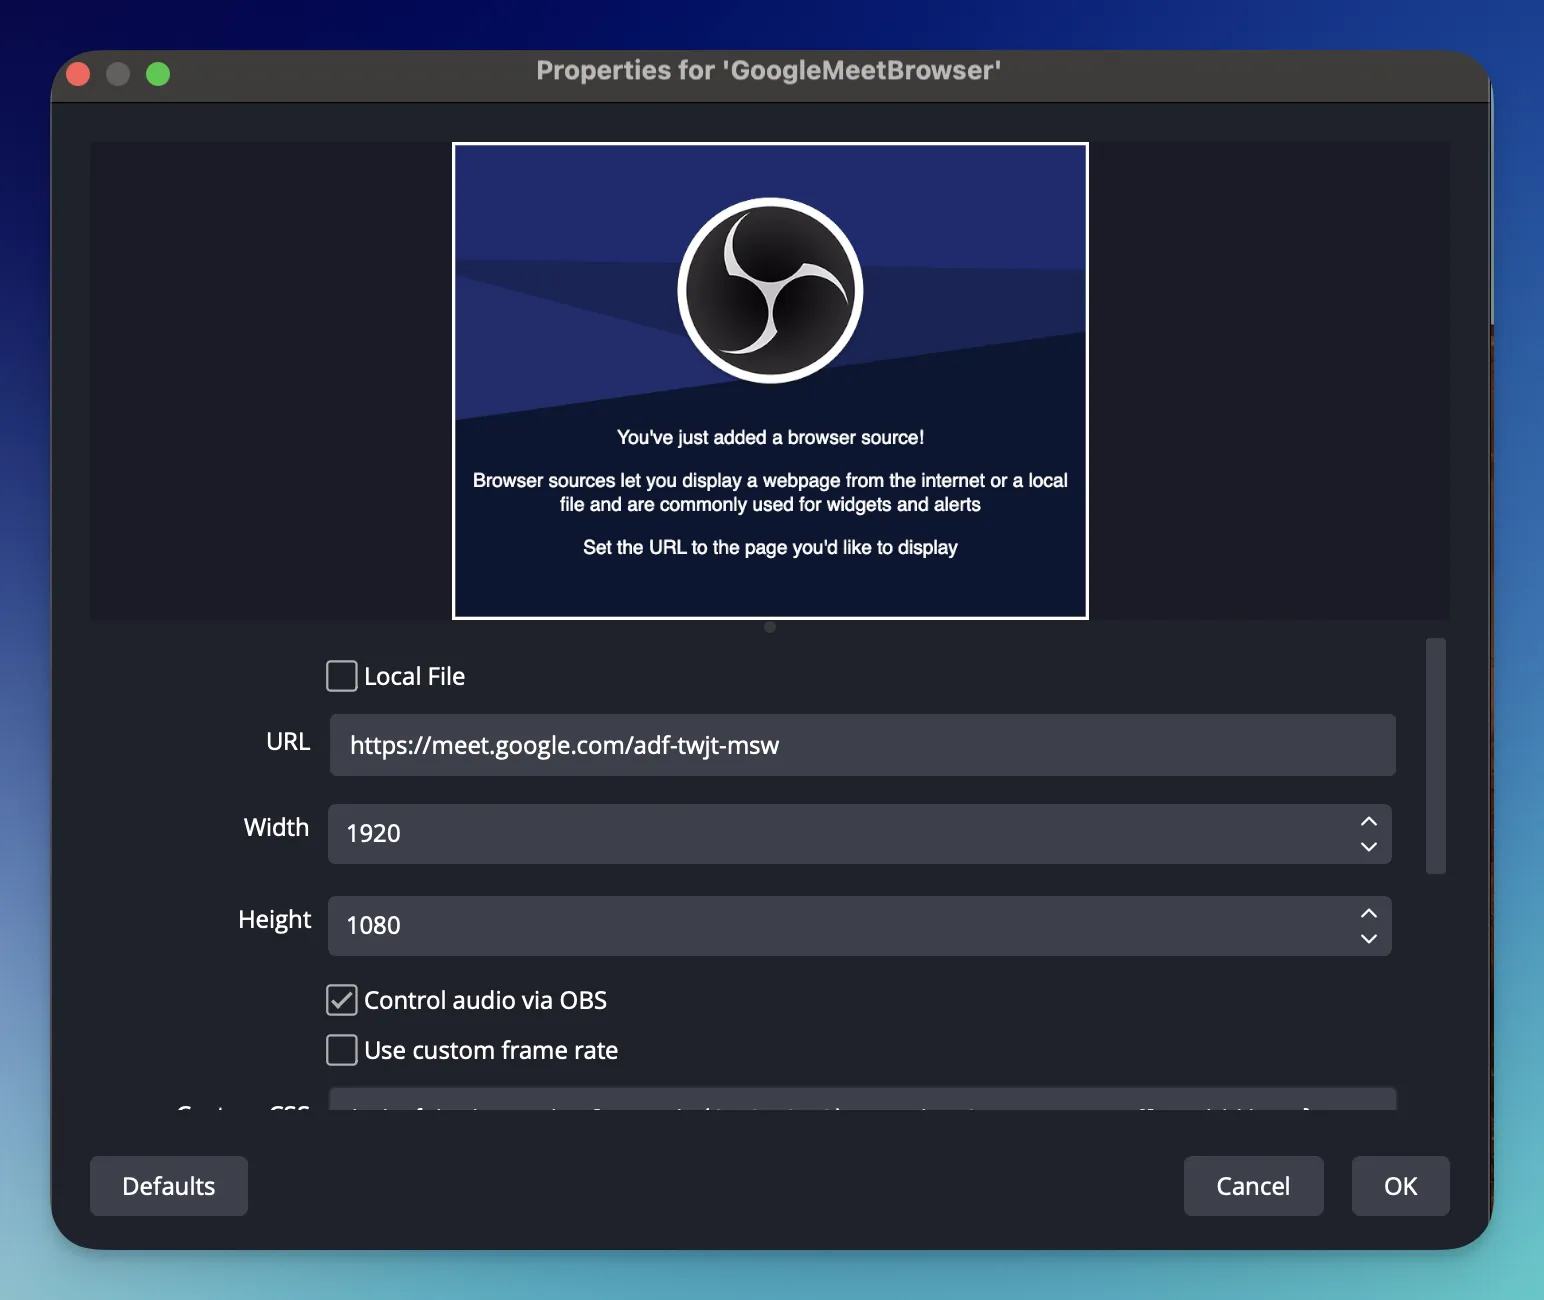 Properties for 'GoogleMeetBrowser'
You've just added a browser source!
Browser sources let you display a webpage from the internet or a local
file and are commonly used for widgets and alerts
Set the URL to the page you'd like to display
Local File
URL
https://meet.google.com/adf-twjt-msw
Width
1920
Height
1080
Control audio via OBS
Use custom frame rate
Defaults
Cancel
OK